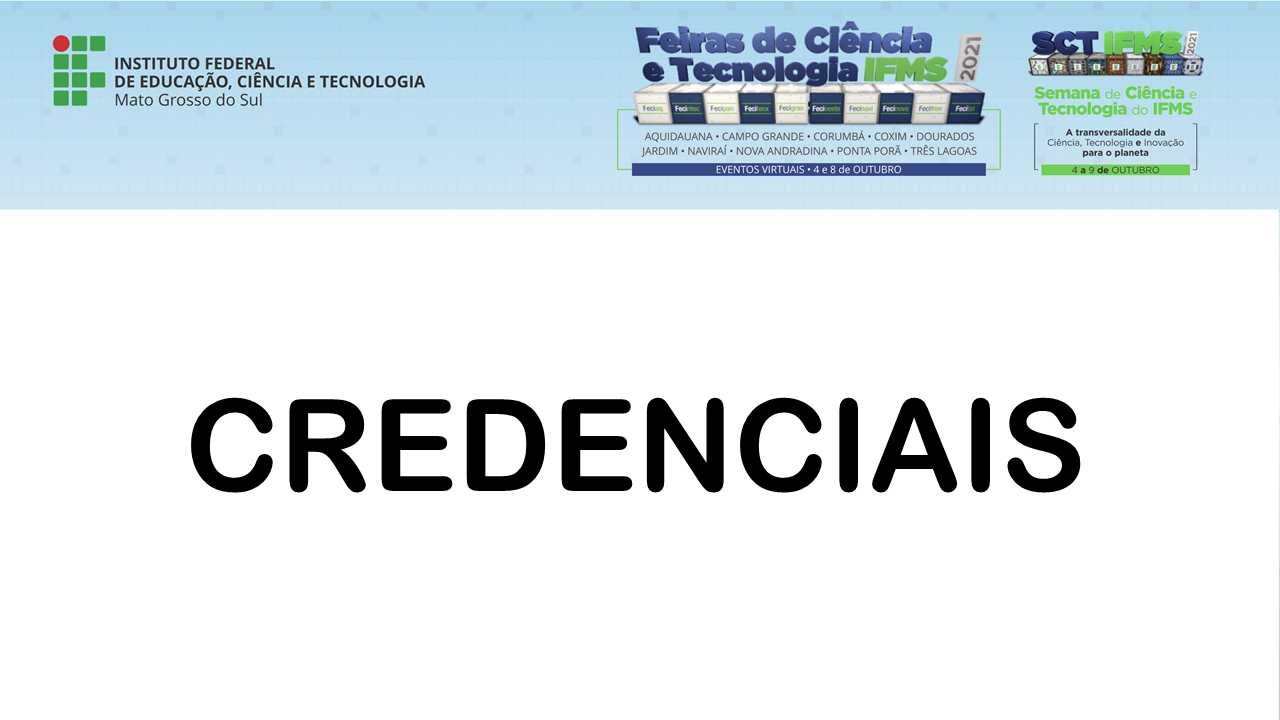 INSTITUTO FEDERAL
DE EDUCAÇÃO, CIÊNCIA E TECNOLOGIA
Mato Grosso do Sul
Feiras de Ciência
e Tecnologia IFMS 2021
Feciaq Fecintec Fecipan Fecitecx Fecigran Fecioeste Fecinavi Fecinova Fecifron Fecitel
AQUIDAUANA • CAMPO GRANDE • CORUMBÁ • COXIM • DOURADOS
JARDIM • NAVIRAÍ • NOVA ANDRADINA • PONTA PORÃ • TRÊS LAGOAS
EVENTOS VIRTUAIS • 4 e 8 de OUTUBRO
SCT IFMS 2021
Semana de Ciência e
Tecnologia do IFMS
A transversalidade da
Ciência, Tecnologia e Inovação
para o planeta
4 a 9 de OUTUBRO
CREDENCIAIS